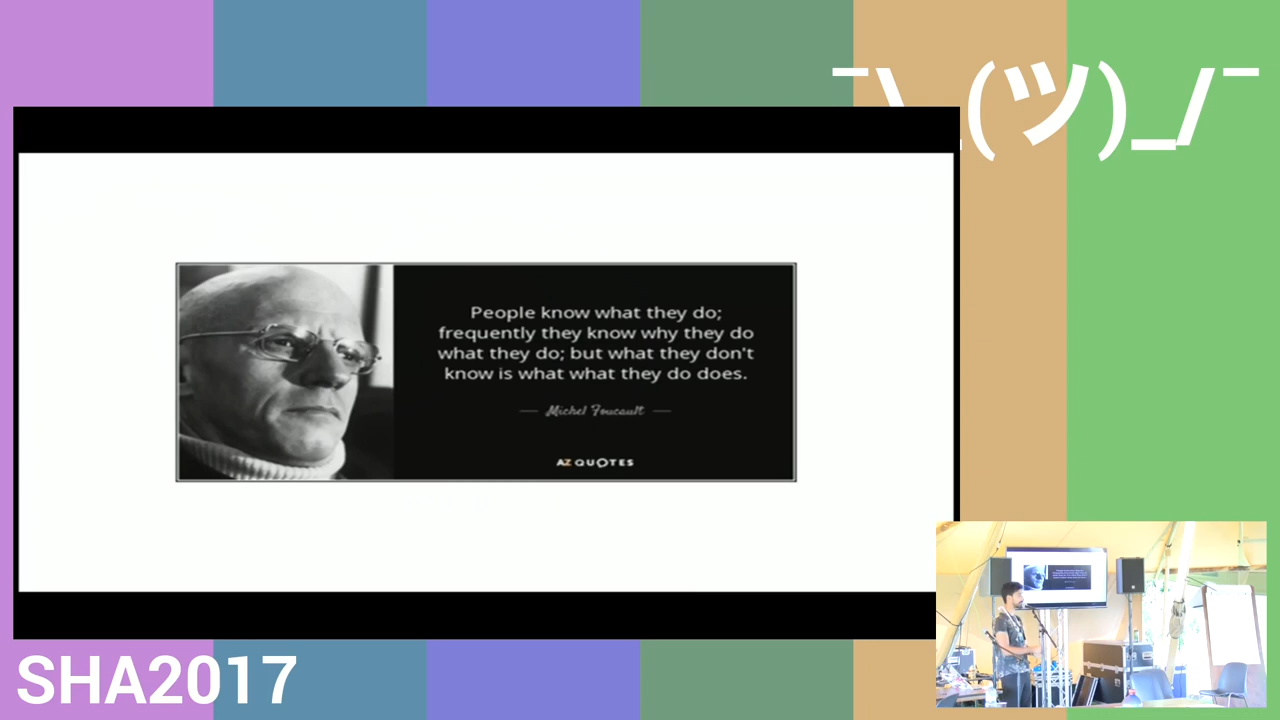 ¯\_(ツ)_/¯
People know what they do;
frequently they know why they do
what they do; but what they don't
know is what what they do does.
Michel Foucault
AZ QUOTES
SHA2017